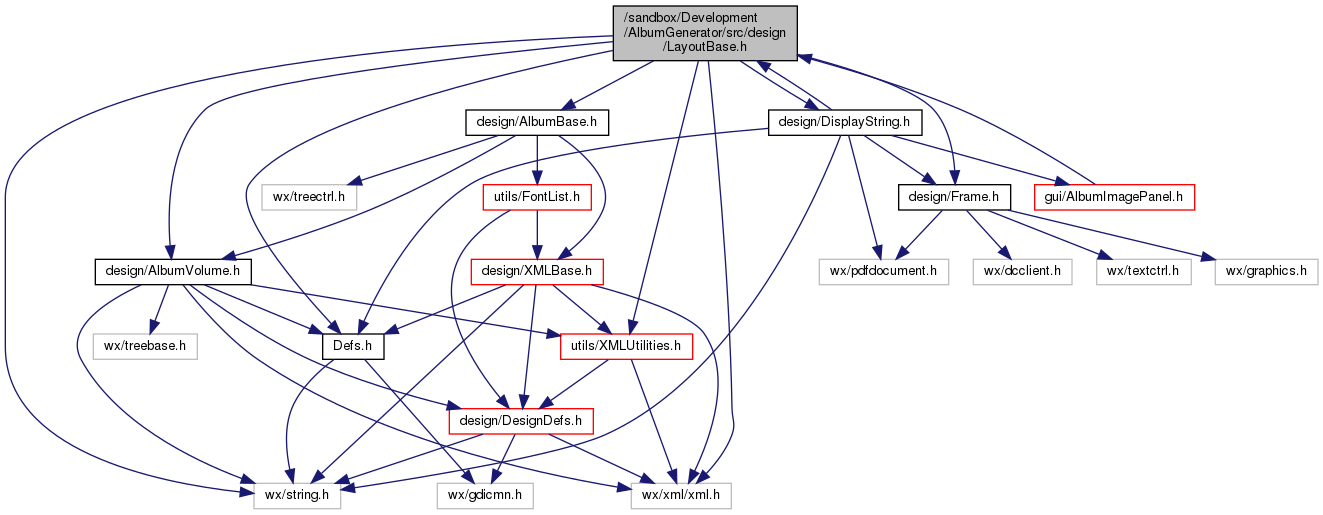 /sandbox/Development
/AlbumGenerator/src/design
/LayoutBase.h
design/AlbumBase.h
design/DisplayString.h
wx/treectrl.h
utils/FontList.h
design/Frame.h
gui/AlbumImagePanel.h
design/AlbumVolume.h
design/XMLBase.h
wx/pdfdocument.h
wx/dcclient.h
wx/textctrl.h
wx/graphics.h
wx/treebase.h
Defs.h
utils/XMLUtilities.h
design/DesignDefs.h
wx/string.h
wx/gdicmn.h
wx/xml/xml.h